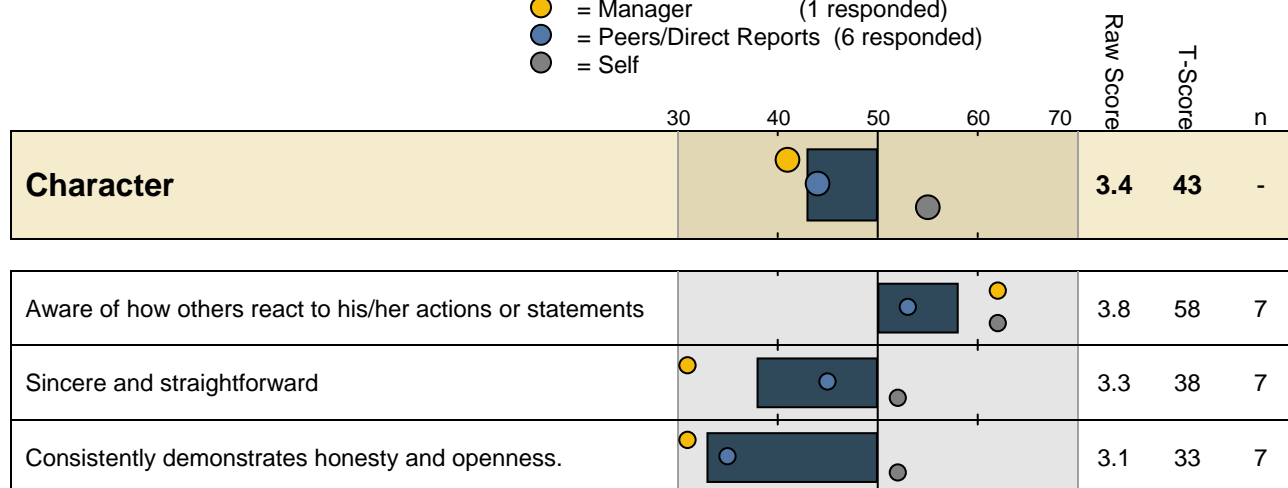 = Manager (1 responded)
= Peers/Direct Reports (6 responded)
= Self
Raw Score
T-Score
n
30 40 50 60 70
Character 3.4 43 -
Aware of how others react to his/her actions or statements 3.8 58 7
Sincere and straightforward 3.3 38 7
Consistently demonstrates honesty and openness. 3.1 33 7